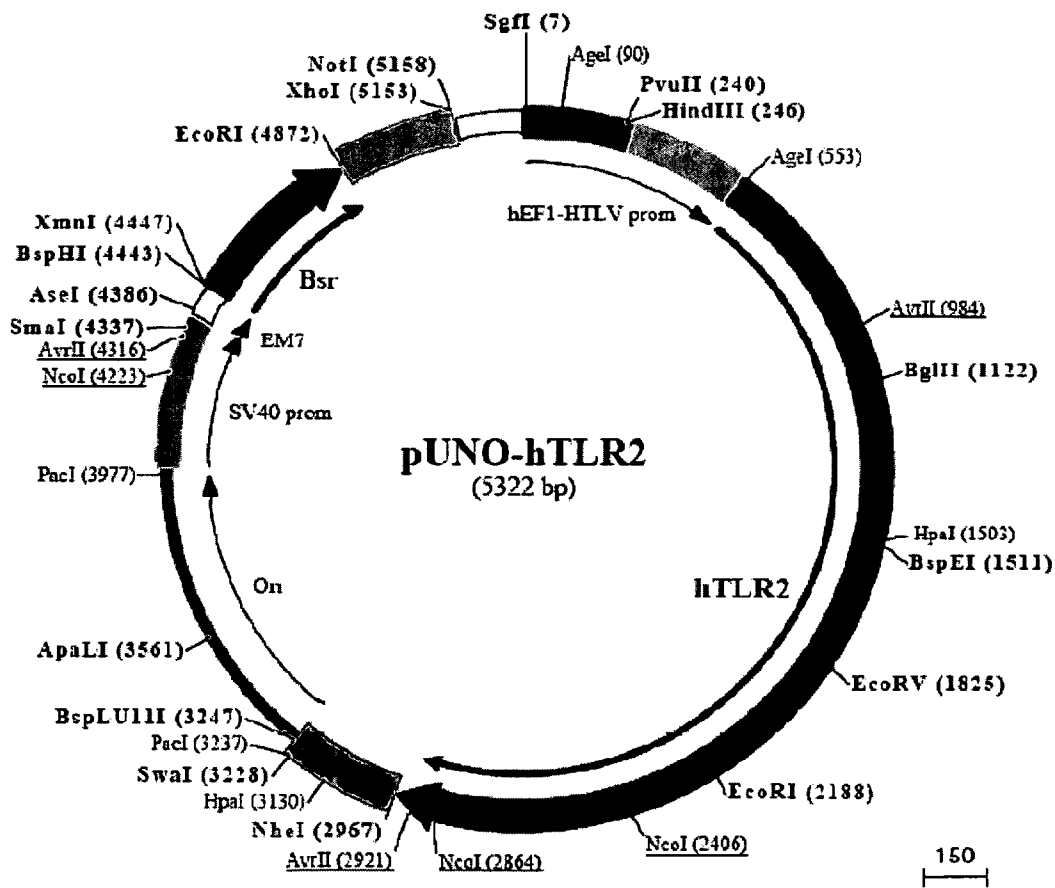 SgfI (7)
AgeI (90)
NotI (5158)
PvuII (240)
XhoI (5153)
HindIII (246)
EcoRI (4872)
AgeI (553)
hEF1-HTLV prom
XmnI (4447)
BspHI (4443)
Bsr
AseI (4386)
SmaI (4337)
AvrII (984)
EM7
AvrII (4316)
BglII (1122)
NcoI (4223)
SV40 prom
pUNO-hTLR2
(5322 bp)
PacI (3977)
HpaI (1503)
BspEI (1511)
Ori
hTLR2
ApaLI (3561)
EcoRV (1825)
BspLU11I (3247)
PacI (3237)
SwaI (3228)
EcoRI (2188)
HpaI (3130)
NheI (2967)
NcoI (2406)
AvrII (2921)
NcoI (2864)
150